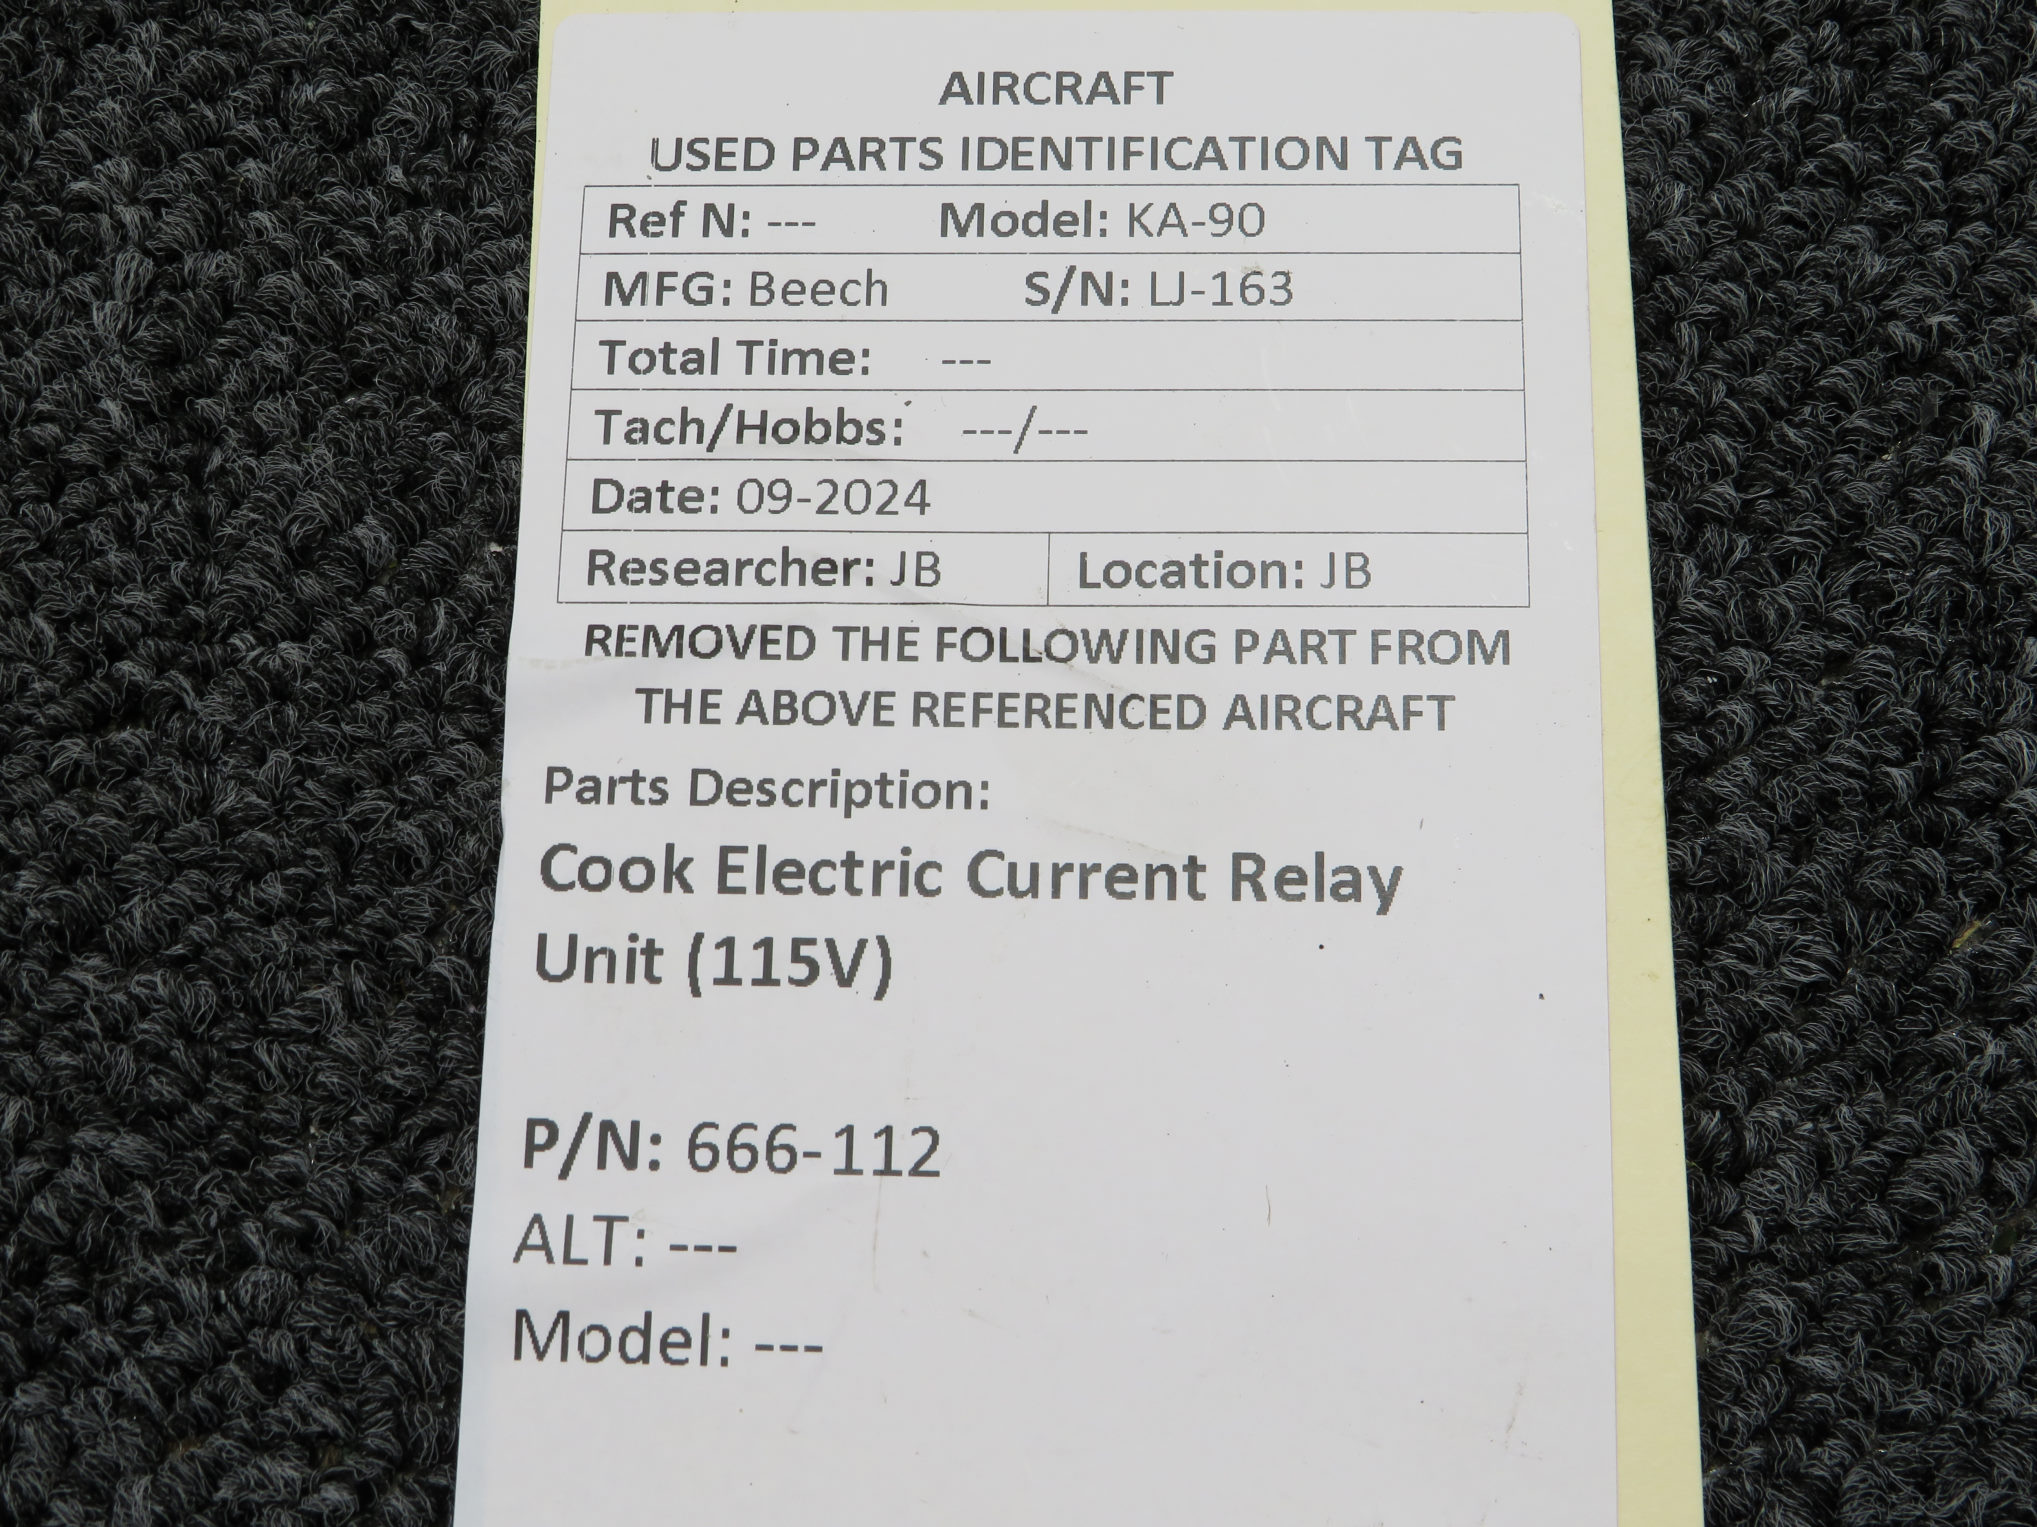 AIRCRAFT
USED PARTS IDENTIFICATION TAG
Ref N: --- Model: KA-90
MFG: Beech S/N: LJ-163
Total Time: ---
Tach/Hobbs: ---/---
Date: 09-2024
Researcher: JB Location: JB
REMOVED THE FOLLOWING PART FROM
THE ABOVE REFERENCED AIRCRAFT
Parts Description:
Cook Electric Current Relay
Unit (115V)
P/N: 666-112
ALT: ---
Model: ---